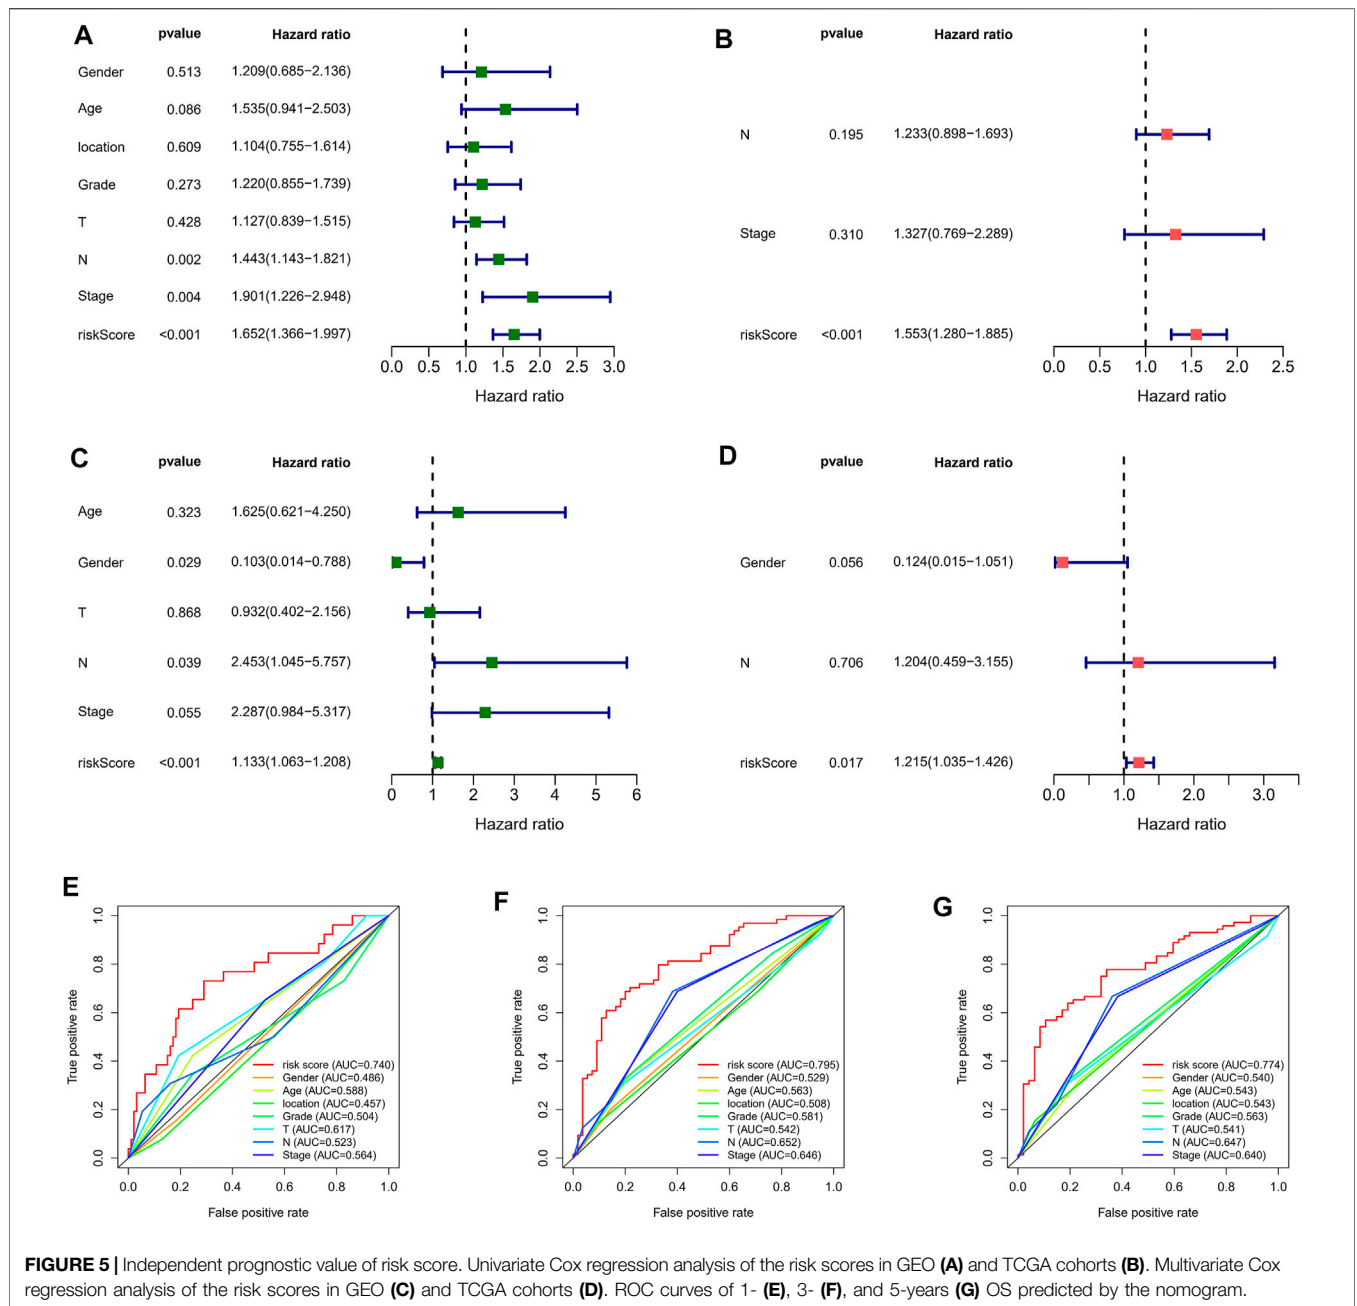 A pvalue Hazard ratio
Gender 0.513 1.209(0.685−2.136)
Age 0.086 1.535(0.941−2.503)
location 0.609 1.104(0.755−1.614)
Grade 0.273 1.220(0.855−1.739)
T 0.428 1.127(0.839−1.515)
N 0.002 1.443(1.143−1.821)
Stage 0.004 1.901(1.226−2.948)
riskScore <0.001 1.652(1.366−1.997)
0.0 0.5 1.0 1.5 2.0 2.5 3.0
Hazard ratio
B pvalue Hazard ratio
N 0.195 1.233(0.898−1.693)
Stage 0.310 1.327(0.769−2.289)
riskScore <0.001 1.553(1.280−1.885)
0.0 0.5 1.0 1.5 2.0 2.5
Hazard ratio
C pvalue Hazard ratio
Age 0.323 1.625(0.621−4.250)
Gender 0.029 0.103(0.014−0.788)
T 0.868 0.932(0.402−2.156)
N 0.039 2.453(1.045−5.757)
Stage 0.055 2.287(0.984−5.317)
riskScore <0.001 1.133(1.063−1.208)
0 1 2 3 4 5 6
Hazard ratio
D pvalue Hazard ratio
Gender 0.056 0.124(0.015−1.051)
N 0.706 1.204(0.459−3.155)
riskScore 0.017 1.215(1.035−1.426)
0.0 1.0 2.0 3.0
Hazard ratio
E
True positive rate
1.0
0.8
0.6
0.4
0.2
0.0
risk score (AUC=0.740)
Gender (AUC=0.486)
Age (AUC=0.588)
location (AUC=0.457)
Grade (AUC=0.504)
T (AUC=0.617)
N (AUC=0.523)
Stage (AUC=0.564)
0.0 0.2 0.4 0.6 0.8 1.0
False positive rate
F
True positive rate
1.0
0.8
0.6
0.4
0.2
0.0
risk score (AUC=0.795)
Gender (AUC=0.529)
Age (AUC=0.563)
location (AUC=0.508)
Grade (AUC=0.581)
T (AUC=0.542)
N (AUC=0.652)
Stage (AUC=0.646)
0.0 0.2 0.4 0.6 0.8 1.0
False positive rate
G
True positive rate
1.0
0.8
0.6
0.4
0.2
0.0
risk score (AUC=0.774)
Gender (AUC=0.540)
Age (AUC=0.543)
location (AUC=0.543)
Grade (AUC=0.563)
T (AUC=0.541)
N (AUC=0.647)
Stage (AUC=0.640)
0.0 0.2 0.4 0.6 0.8 1.0
False positive rate
FIGURE 5 | Independent prognostic value of risk score. Univariate Cox regression analysis of the risk scores in GEO (A) and TCGA cohorts (B). Multivariate Cox
regression analysis of the risk scores in GEO (C) and TCGA cohorts (D). ROC curves of 1- (E), 3- (F), and 5-years (G) OS predicted by the nomogram.